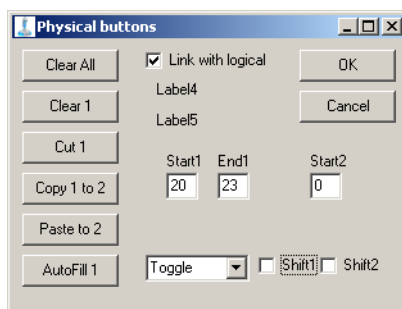 Physical buttons
Clear All
Link with logical
OK
Label4
Clear 1
Cancel
Label5
Cut 1
Start1 End1 Start2
Copy 1 to 2
20 23 0
Paste to 2
AutoFill 1
Toggle Shift1 Shift2